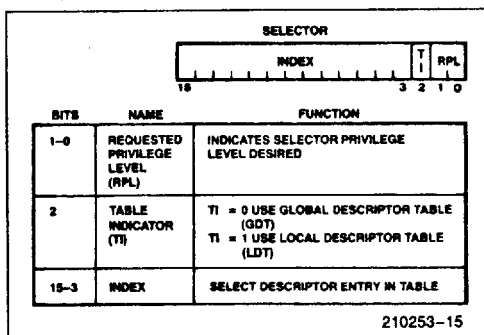 SELECTOR
INDEX T I RPL
15 3 2 1 0
BITS NAME FUNCTION
1–0 REQUESTED PRIVILEGE LEVEL (RPL) INDICATES SELECTOR PRIVILEGE LEVEL DESIRED
2 TABLE INDICATOR (TI) TI = 0 USE GLOBAL DESCRIPTOR TABLE (GDT)
TI = 1 USE LOCAL DESCRIPTOR TABLE (LDT)
15–3 INDEX SELECT DESCRIPTOR ENTRY IN TABLE
210253–15